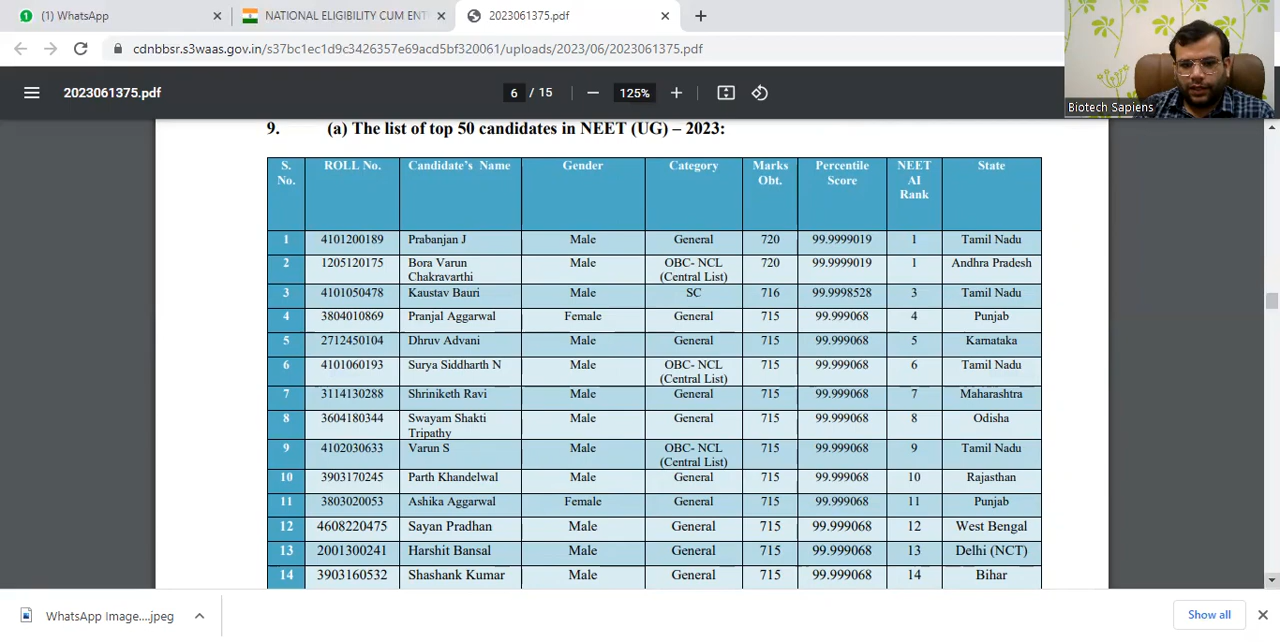 (1) WhatsApp
NATIONAL ELIGIBILITY CUM ENT
2023061375.pdf
cdnbbsr.s3waas.gov.in/s37bc1ec1d9c3426357e69acd5bf320061/uploads/2023/06/2023061375.pdf
2023061375.pdf
6 / 15
125%
Biotech Sapiens
9. (a) The list of top 50 candidates in NEET (UG) – 2023:
S. No. ROLL No. Candidate's Name Gender Category Marks Obt. Percentile Score NEET AI Rank State
1 4101200189 Prabanjan J Male General 720 99.9999019 1 Tamil Nadu
2 1205120175 Bora Varun Chakravarthi Male OBC- NCL (Central List) 720 99.9999019 1 Andhra Pradesh
3 4101050478 Kaustav Bauri Male SC 716 99.9998528 3 Tamil Nadu
4 3804010869 Pranjal Aggarwal Female General 715 99.999068 4 Punjab
5 2712450104 Dhruv Advani Male General 715 99.999068 5 Karnataka
6 4101060193 Surya Siddharth N Male OBC- NCL (Central List) 715 99.999068 6 Tamil Nadu
7 3114130288 Shriniketh Ravi Male General 715 99.999068 7 Maharashtra
8 3604180344 Swayam Shakti Tripathy Male General 715 99.999068 8 Odisha
9 4102030633 Varun S Male OBC- NCL (Central List) 715 99.999068 9 Tamil Nadu
10 3903170245 Parth Khandelwal Male General 715 99.999068 10 Rajasthan
11 3803020053 Ashika Aggarwal Female General 715 99.999068 11 Punjab
12 4608220475 Sayan Pradhan Male General 715 99.999068 12 West Bengal
13 2001300241 Harshit Bansal Male General 715 99.999068 13 Delhi (NCT)
14 3903160532 Shashank Kumar Male General 715 99.999068 14 Bihar
WhatsApp Image....jpeg
Show all